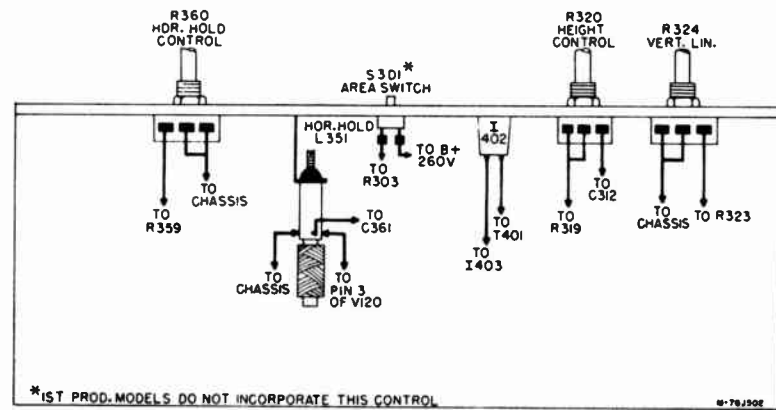 R360
HOR. HOLD
CONTROL
S301*
AREA SWITCH
R320
HEIGHT
CONTROL
R324
VERT. LIN.
HOR. HOLD
L351
I
402
TO
R303
TO B+
260V
TO
CHASSIS
TO
R359
TO
C361
TO
CHASSIS
TO
PIN 3
OF V120
TO
T401
TO
I403
TO
R319
TO
C312
TO
CHASSIS
TO R323
*1ST PROD. MODELS DO NOT INCORPORATE THIS CONTROL